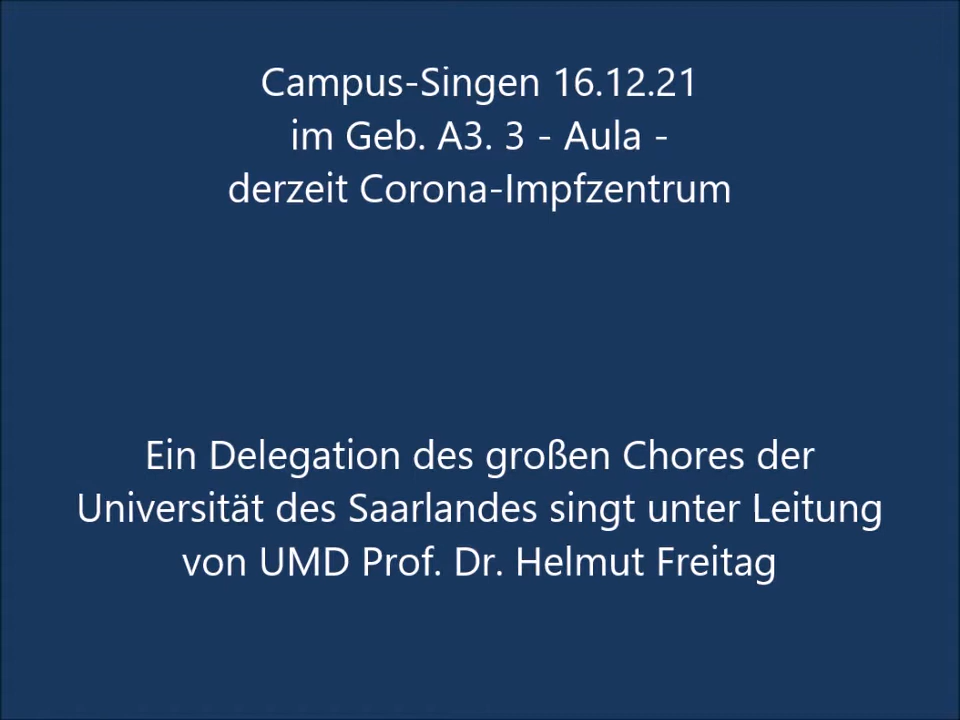 Campus-Singen 16.12.21
im Geb. A3. 3 - Aula -
derzeit Corona-Impfzentrum
Ein Delegation des großen Chores der
Universität des Saarlandes singt unter Leitung
von UMD Prof. Dr. Helmut Freitag